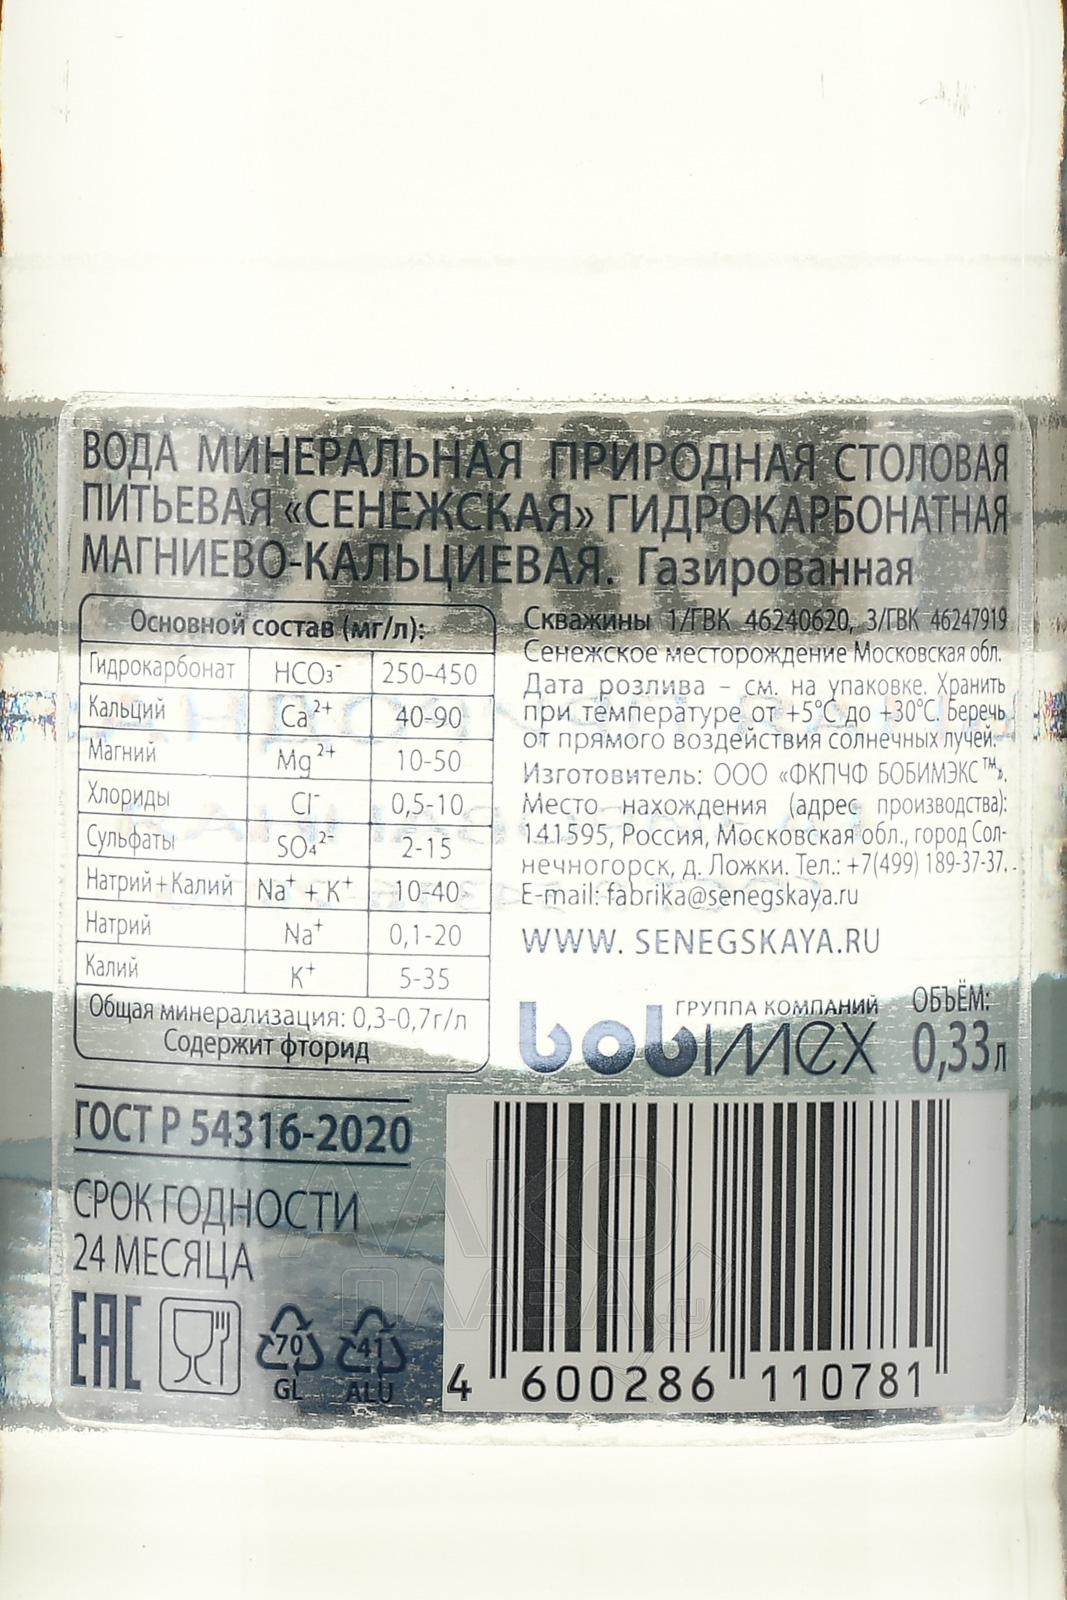 ВОДА МИНЕРАЛЬНАЯ ПРИРОДНАЯ СТОЛОВАЯ
ПИТЬЕВАЯ «СЕНЕЖСКАЯ» ГИДРОКАРБОНАТНАЯ
МАГНИЕВО-КАЛЬЦИЕВАЯ. Газированная
Основной состав (мг/л):
Гидрокарбонат HCO₃⁻ 250-450
Кальций Ca²⁺ 40-90
Магний Mg²⁺ 10-50
Хлориды Cl⁻ 0,5-10
Сульфаты SO₄²⁻ 2-15
Натрий+Калий Na⁺ + K⁺ 10-40
Натрий Na⁺ 0,1-20
Калий K⁺ 5-35
Общая минерализация: 0,3-0,7г/л
Содержит фторид
Скважины 1/ГВК 46240620, 3/ГВК 46247919
Сенежское месторождение Московская обл.
Дата розлива – см. на упаковке. Хранить
при температуре от +5°C до +30°C. Беречь
от прямого воздействия солнечных лучей.
Изготовитель: ООО «ФКПЧФ БОБИМЭКС™».
Место нахождения (адрес производства):
141595, Россия, Московская обл., город Сол-
нечногорск, д. Ложки. Тел.: +7(499) 189-37-37.
E-mail: fabrika@senegskaya.ru
WWW. SENEGSKAYA.RU
ГРУППА КОМПАНИЙ
bobimex
ОБЪЁМ:
0,33л
ГОСТ Р 54316-2020
СРОК ГОДНОСТИ
24 МЕСЯЦА
EAC
70
GL
41
ALU
4 600286 110781
АЛКО
ПЛАЗА.ru